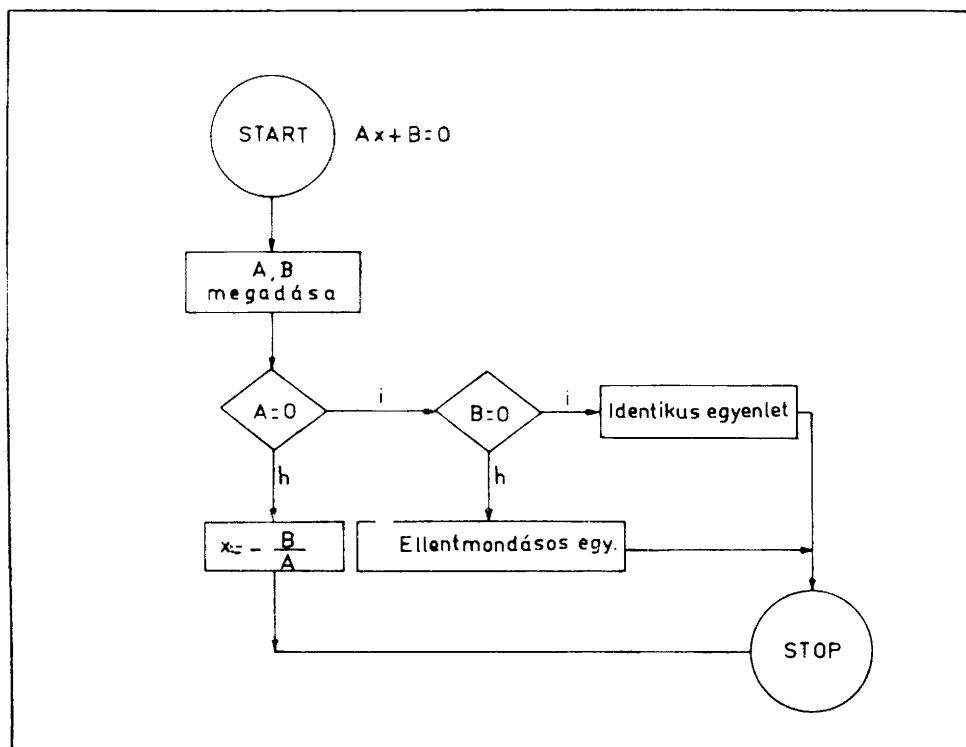 START
Ax+B=0
A, B
megadása
A=0
i
B=0
i
Identikus egyenlet
h
h
x:=- B/A
Ellentmondásos egy.
STOP